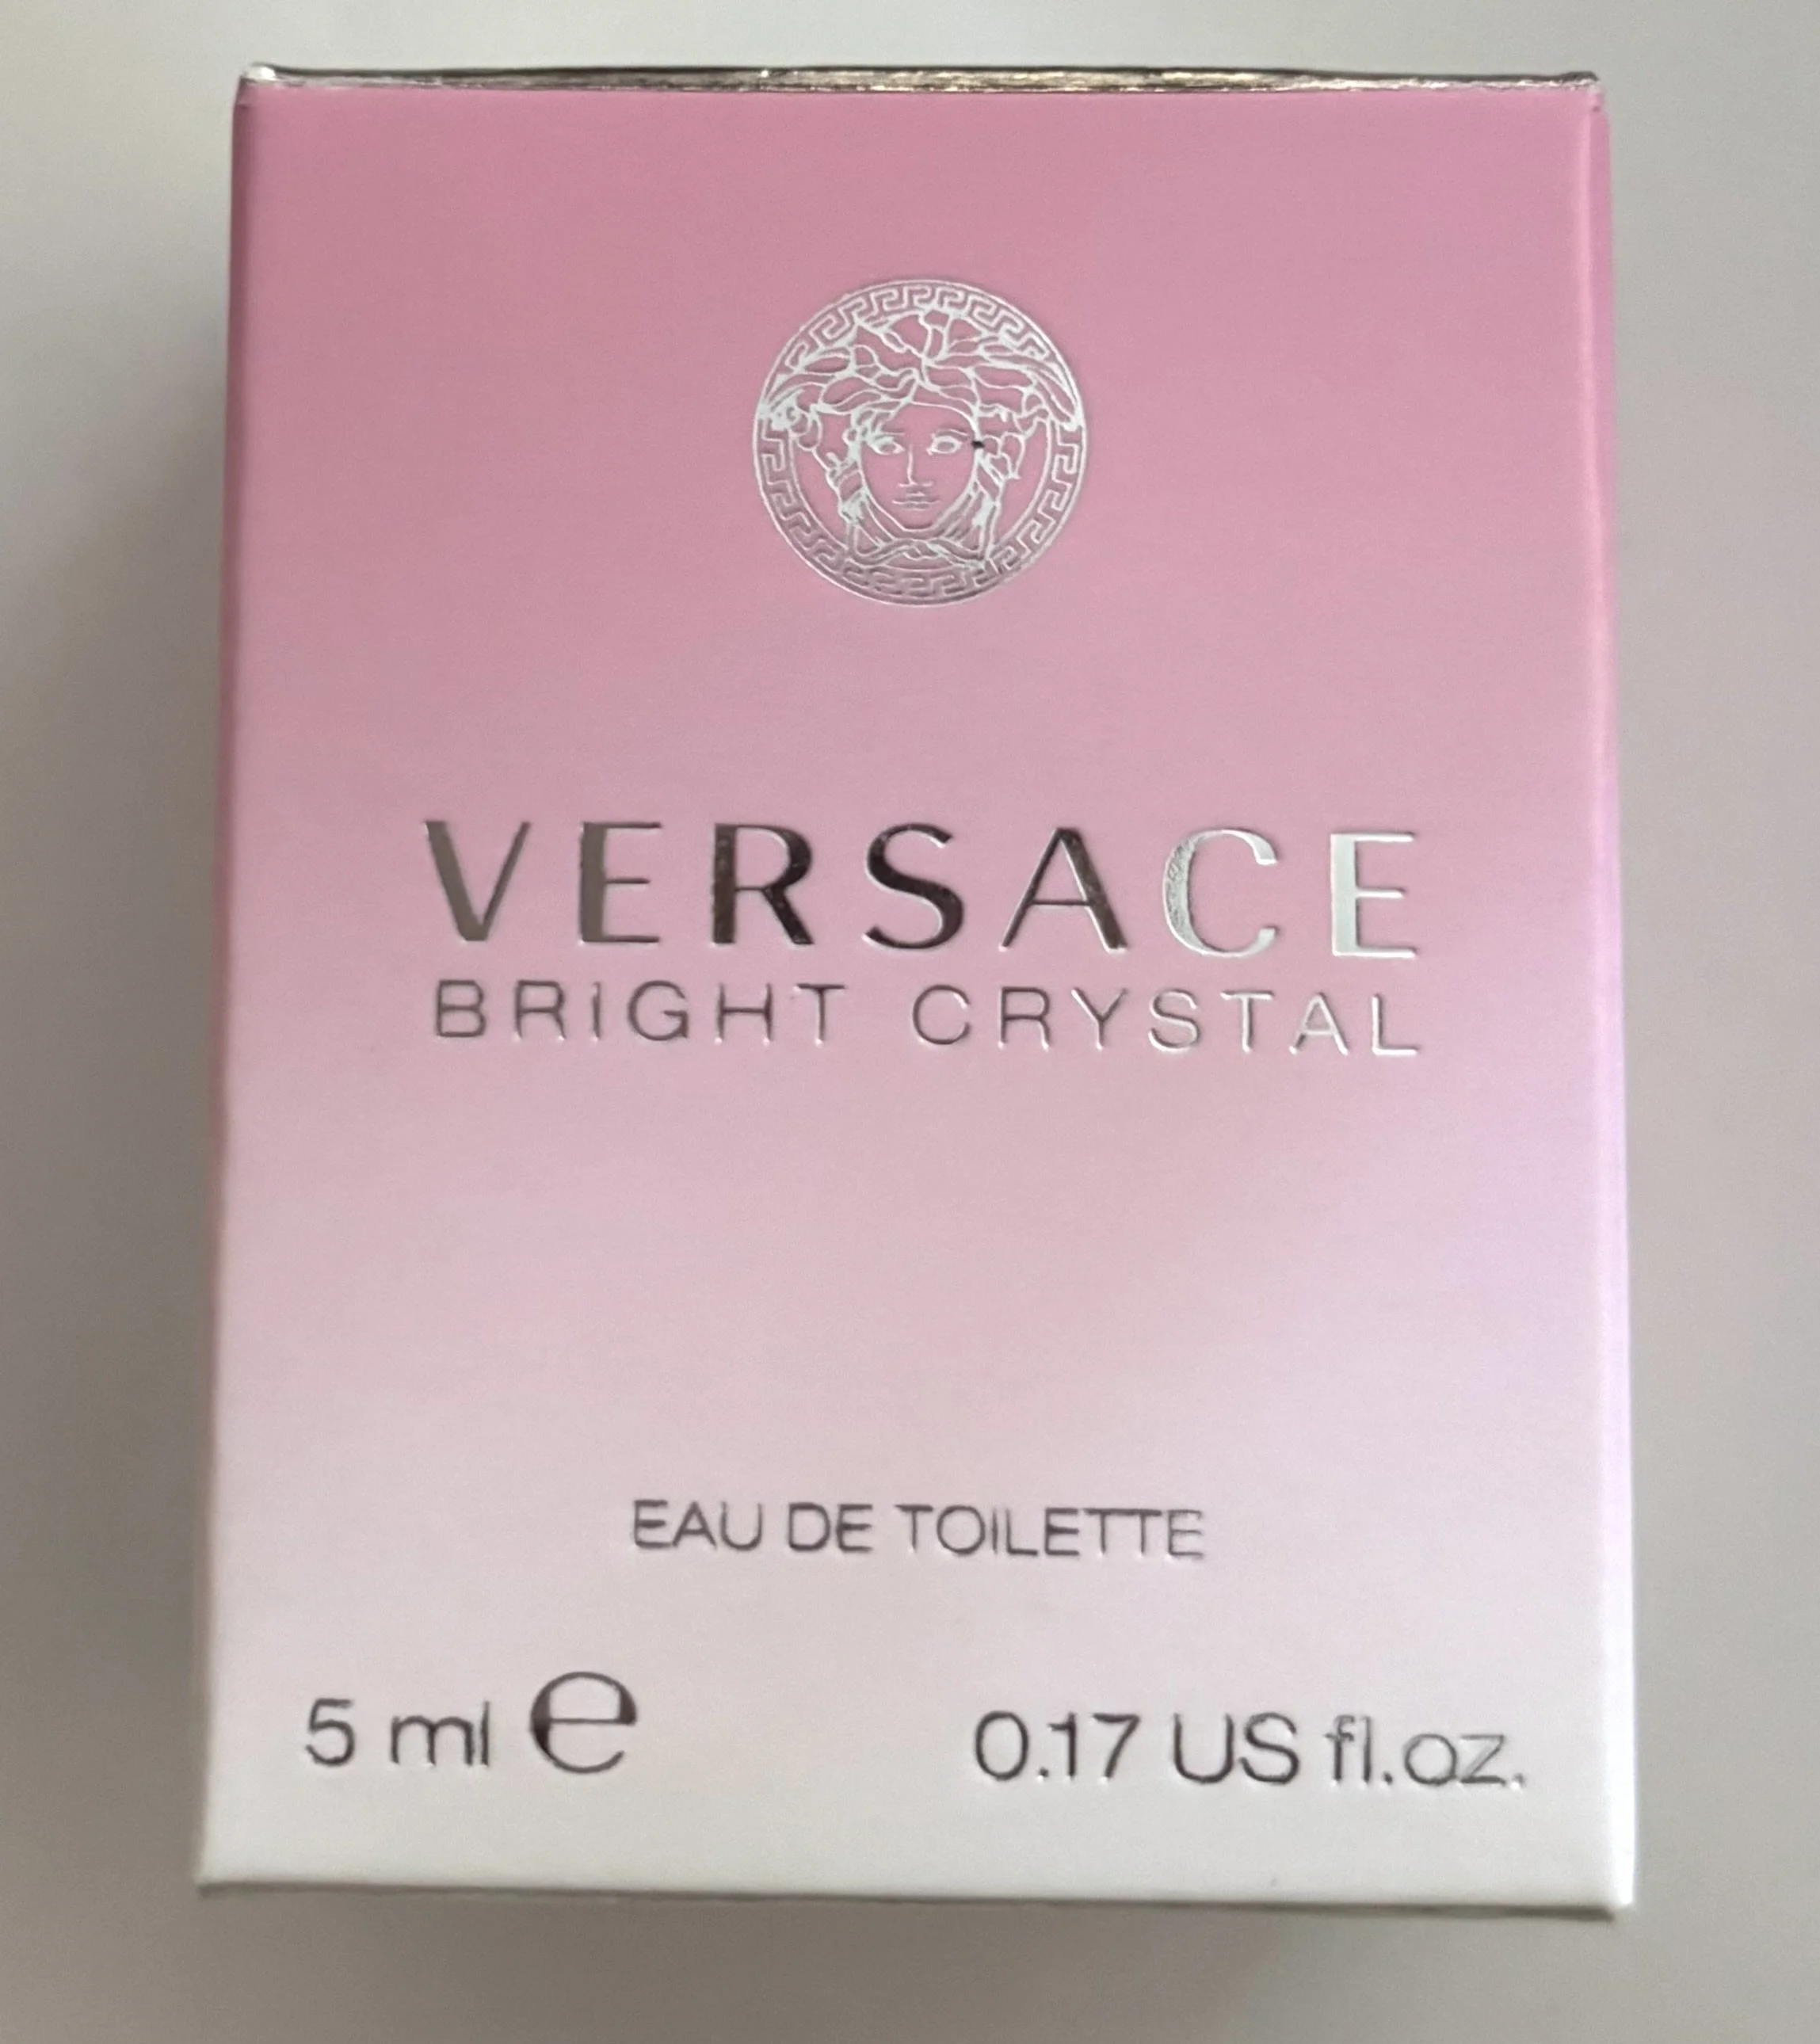 VERSACE
BRIGHT CRYSTAL
EAU DE TOILETTE
5 ml ℮ 0.17 US fl.oz.